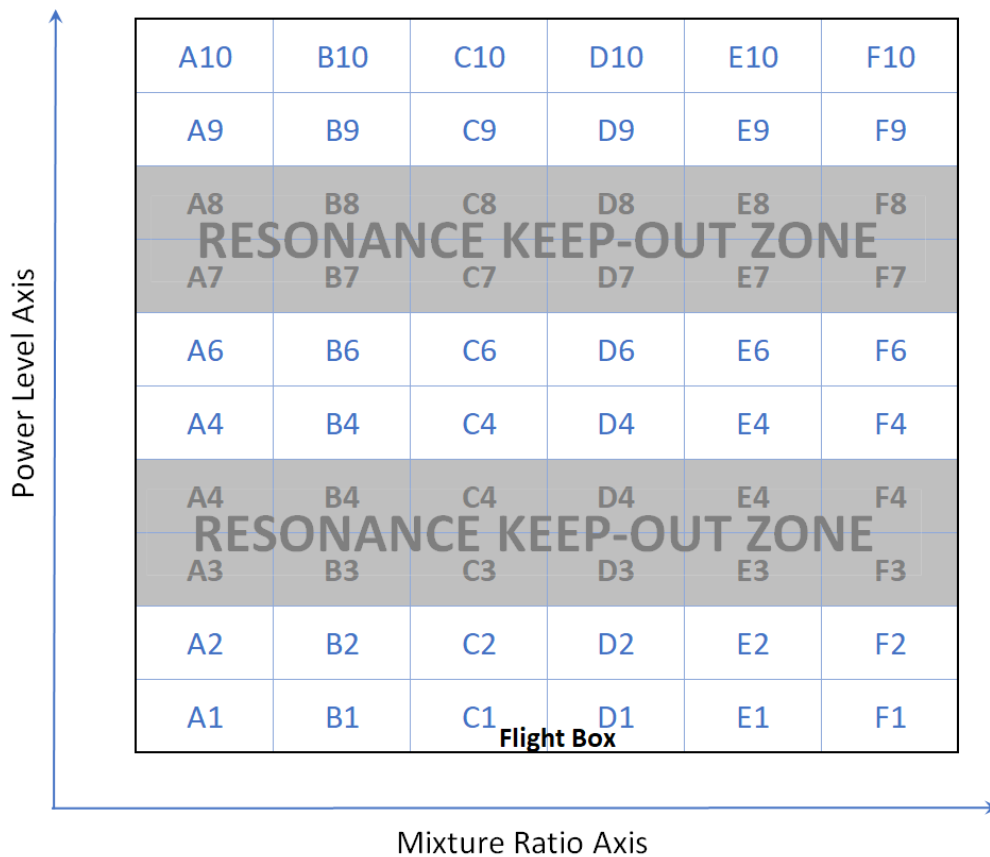 A10 B10 C10 D10 E10 F10
A9 B9 C9 D9 E9 F9
A8 B8 C8 D8 E8 F8
RESONANCE KEEP-OUT ZONE
A7 B7 C7 D7 E7 F7
A6 B6 C6 D6 E6 F6
A4 B4 C4 D4 E4 F4
A4 B4 C4 D4 E4 F4
RESONANCE KEEP-OUT ZONE
A3 B3 C3 D3 E3 F3
A2 B2 C2 D2 E2 F2
A1 B1 C1 D1 E1 F1
Flight Box
Power Level Axis
Mixture Ratio Axis